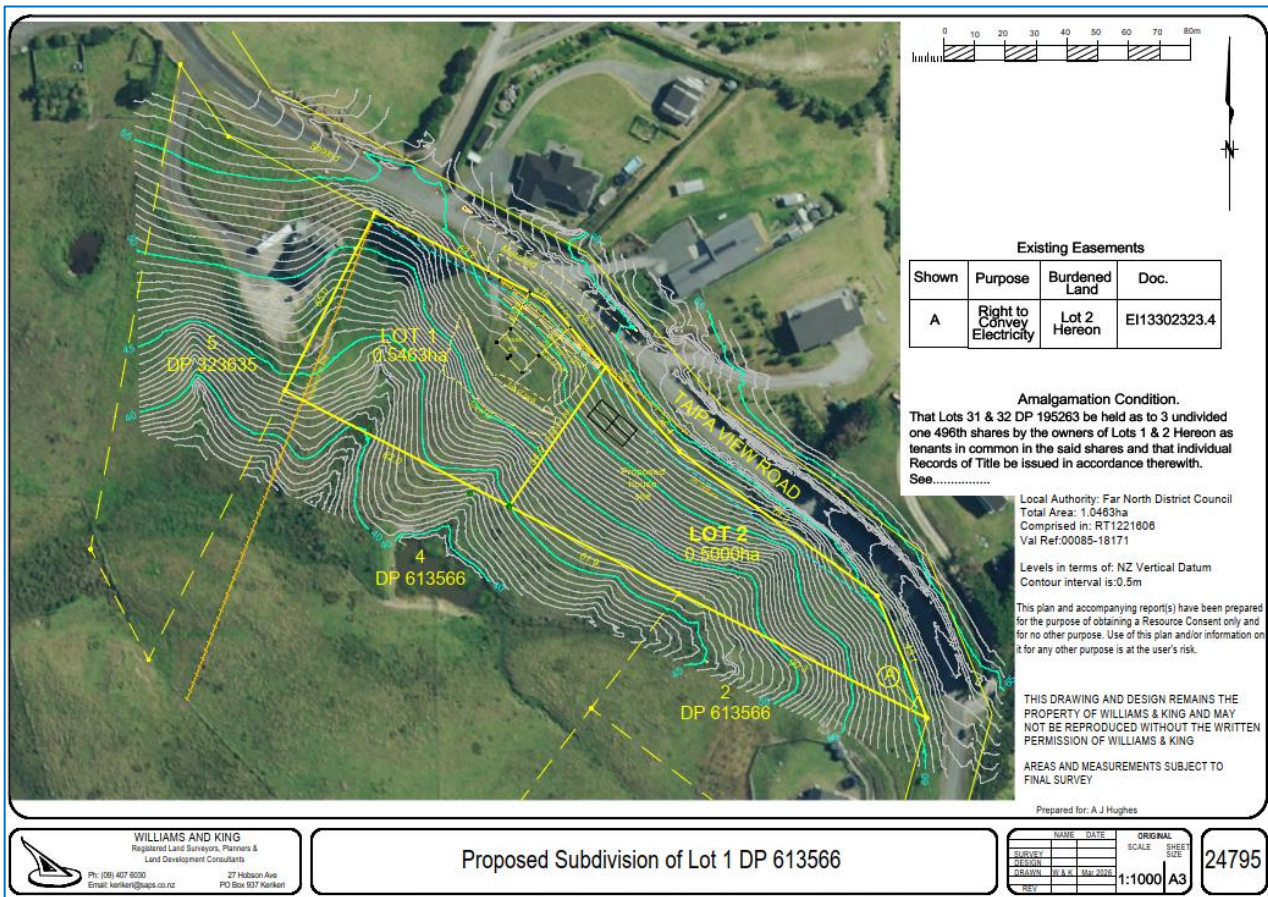 0 10 20 30 40 50 60 70 80m
N
Existing Easements
Shown Purpose Burdened Land Doc.
A Right to Convey Electricity Lot 2 Hereon EI13302323.4
Amalgamation Condition.
That Lots 31 & 32 DP 195263 be held as to 3 undivided
one 496th shares by the owners of Lots 1 & 2 Hereon as
tenants in common in the said shares and that individual
Records of Title be issued in accordance therewith.
See................
Local Authority: Far North District Council
Total Area: 1.0463ha
Comprised in: RT1221606
Val Ref:00085-18171
Levels in terms of: NZ Vertical Datum
Contour interval is:0.5m
This plan and accompanying report(s) have been prepared
for the purpose of obtaining a Resource Consent only and
for no other purpose. Use of this plan and/or information on
it for any other purpose is at the user's risk.
THIS DRAWING AND DESIGN REMAINS THE
PROPERTY OF WILLIAMS & KING AND MAY
NOT BE REPRODUCED WITHOUT THE WRITTEN
PERMISSION OF WILLIAMS & KING
AREAS AND MEASUREMENTS SUBJECT TO
FINAL SURVEY
Prepared for: A J Hughes
55
45
40
LOT 1
0.5463ha
5
DP 323635
TAIPA VIEW ROAD
Proposed
house
site
LOT 2
0.5000ha
4
DP 613566
40
45
2
DP 613566
A
60
WILLIAMS AND KING
Registered Land Surveyors, Planners &
Land Development Consultants
Ph: (09) 407 6030 27 Hobson Ave
Email: kerikeri@saps.co.nz PO Box 937 Kerikeri
Proposed Subdivision of Lot 1 DP 613566
NAME DATE
SURVEY
DESIGN
DRAWN W & K Mar 2026
REV
ORIGINAL
SCALE SHEET SIZE
1:1000 A3
24795